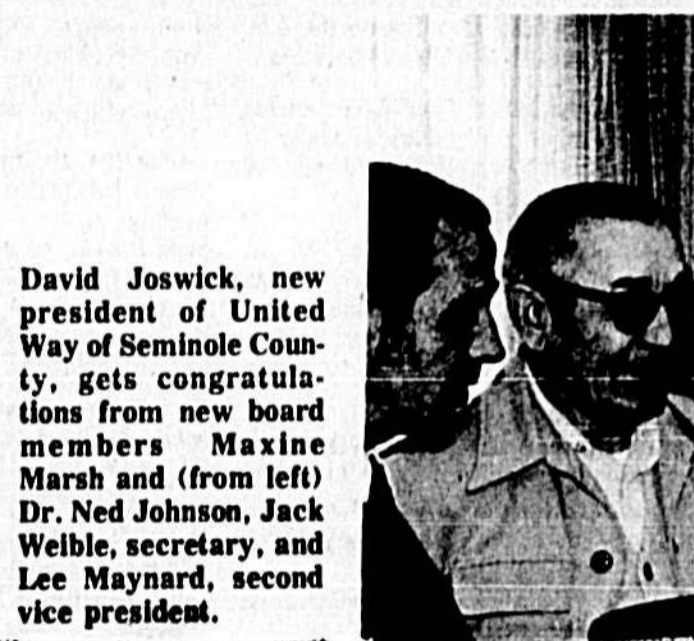 David Joswick, new
president of United
Way of Seminole Coun-
ty, gets congratula-
tions from new board
members Maxine
Marsh and (from left)
Dr. Ned Johnson, Jack
Weible, secretary, and
Lee Maynard, second
vice president.